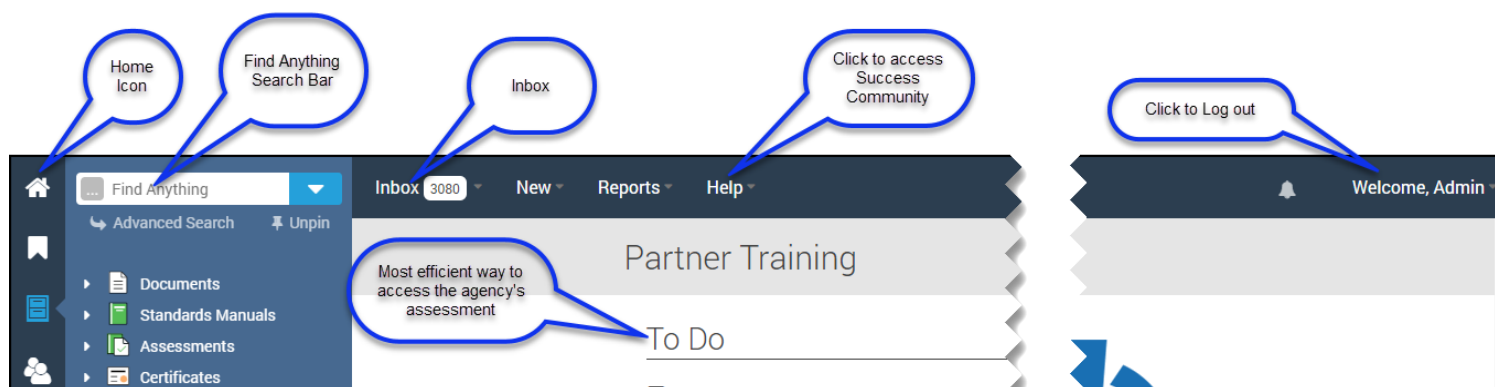 Home
Icon
Find Anything
Search Bar
Inbox
Click to access
Success
Community
Click to Log out
... Find Anything
Inbox 3080
New
Reports
Help
Welcome, Admin
Advanced Search
Unpin
Partner Training
Most efficient way to
access the agency's
assessment
Documents
Standards Manuals
Assessments
Certificates
To Do